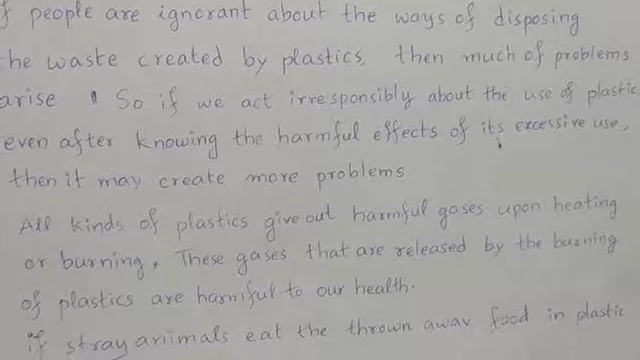 f people are ignorant about the ways of disposing
he waste created by plastics, then much of problems
arise. So if we act irresponsibly about the use of plastic
even after knowing the harmful effects of its excessive use,
then it may create more problems
All kinds of plastics give out harmful gases upon heating
or burning. These gases that are released by the burning
of plastics are harmful to our health.
if stray animals eat the thrown away food in plastic